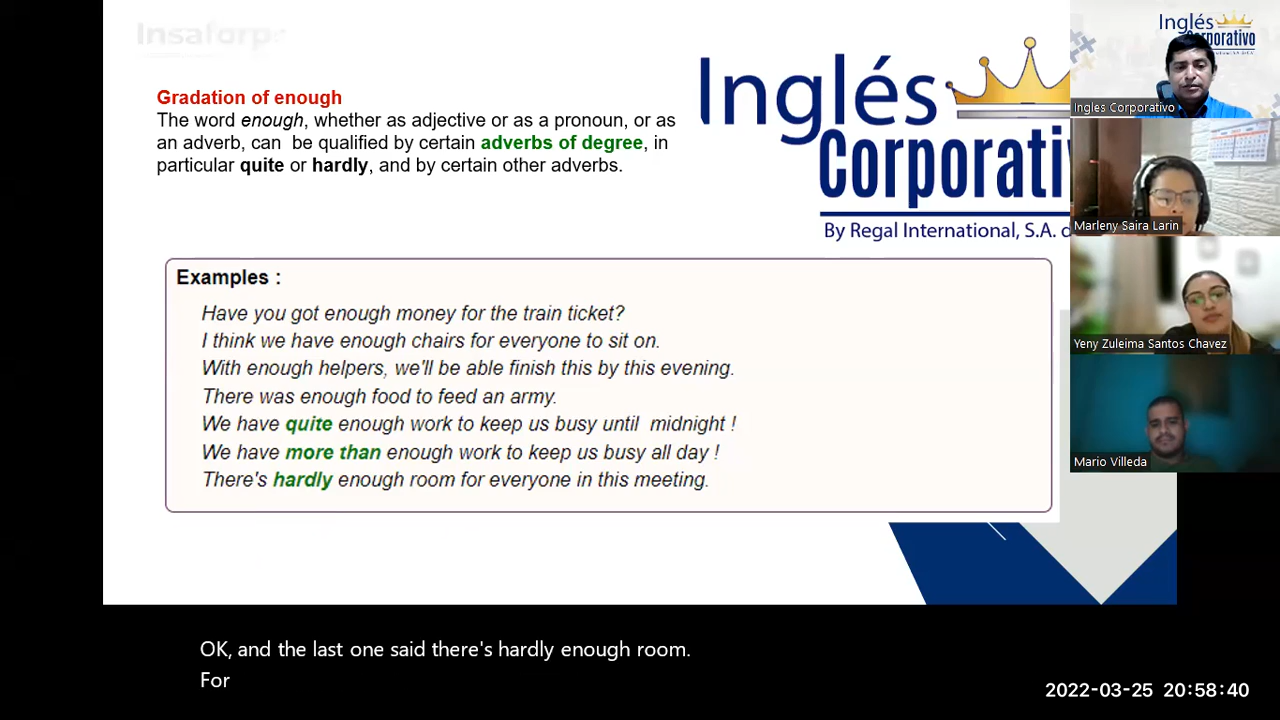 Insaforp
Gradation of enough
The word enough, whether as adjective or as a pronoun, or as
an adverb, can be qualified by certain adverbs of degree, in
particular quite or hardly, and by certain other adverbs.
Inglés
Corporati
By Regal International, S.A. d
Examples :
Have you got enough money for the train ticket?
I think we have enough chairs for everyone to sit on.
With enough helpers, we'll be able finish this by this evening.
There was enough food to feed an army.
We have quite enough work to keep us busy until midnight !
We have more than enough work to keep us busy all day !
There's hardly enough room for everyone in this meeting.
Inglés
Corporativo
Ingles Corporativo
Marleny Saira Larin
Yeny Zuleima Santos Chavez
Mario Villeda
OK, and the last one said there's hardly enough room.
For
2022-03-25 20:58:40